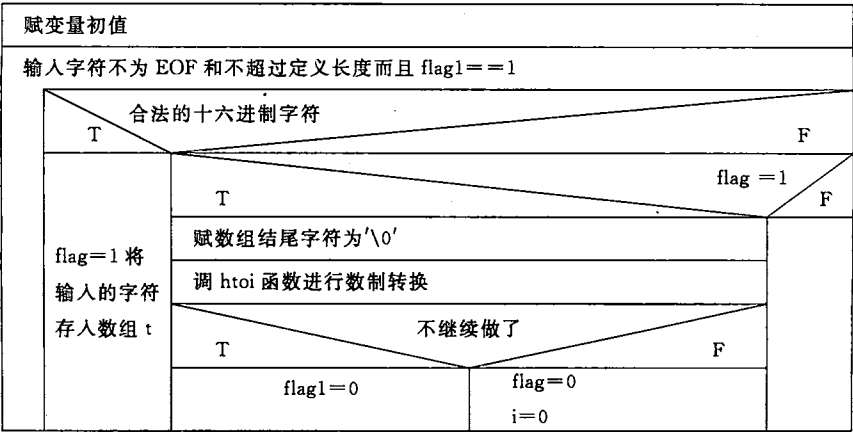 赋变量初值
输入字符不为 EOF 和不超过定义长度而且 flag1==1
合法的十六进制字符
T
F
flag =1
T
F
flag=1 将
输入的字符
存入数组 t
赋数组结尾字符为'\0'
调 htoi 函数进行数制转换
不继续做了
T
F
flag1=0
flag=0
i=0